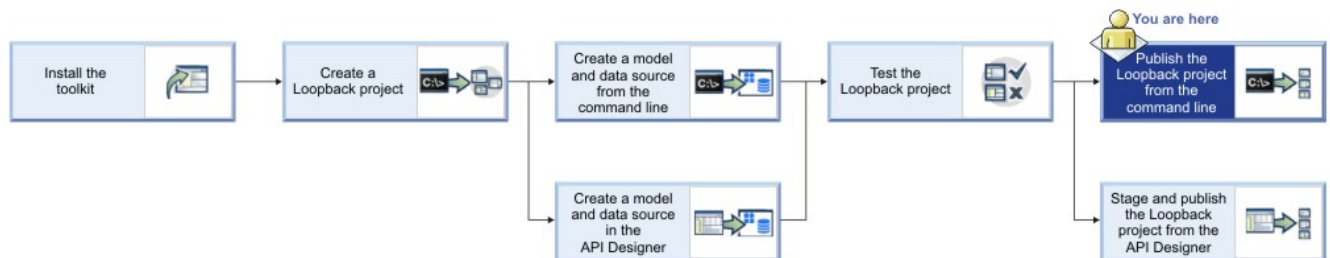 You are here
Install the
toolkit
Create a
Loopback project
C:\>
Create a model
and data source
from the
command line
C:\>
Test the
Loopback project
Publish the
Loopback project
from the
command line
C:\>
Create a model
and data source
in the
API Designer
Stage and publish
the Loopback
project from the
API Designer